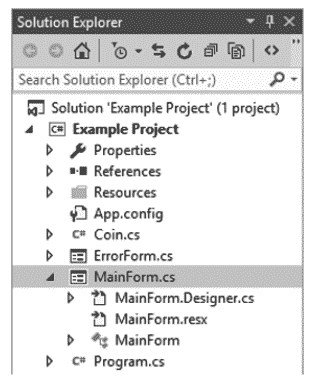 Solution Explorer
Search Solution Explorer (Ctrl+;)
Solution 'Example Project' (1 project)
C# Example Project
Properties
References
Resources
App.config
C# Coin.cs
ErrorForm.cs
MainForm.cs
MainForm.Designer.cs
MainForm.resx
MainForm
C# Program.cs